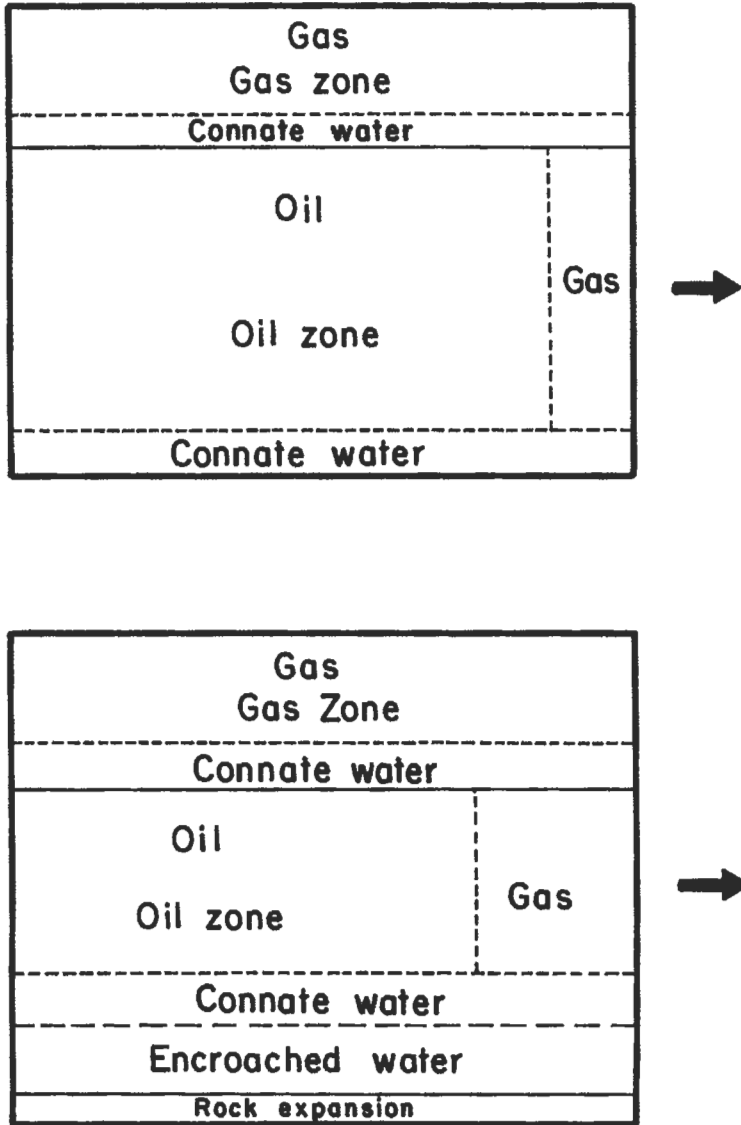 Gas
Gas zone
Connate water
Oil
Gas
Oil zone
Connate water
Gas
Gas Zone
Connate water
Oil
Gas
Oil zone
Connate water
Encroached water
Rock expansion